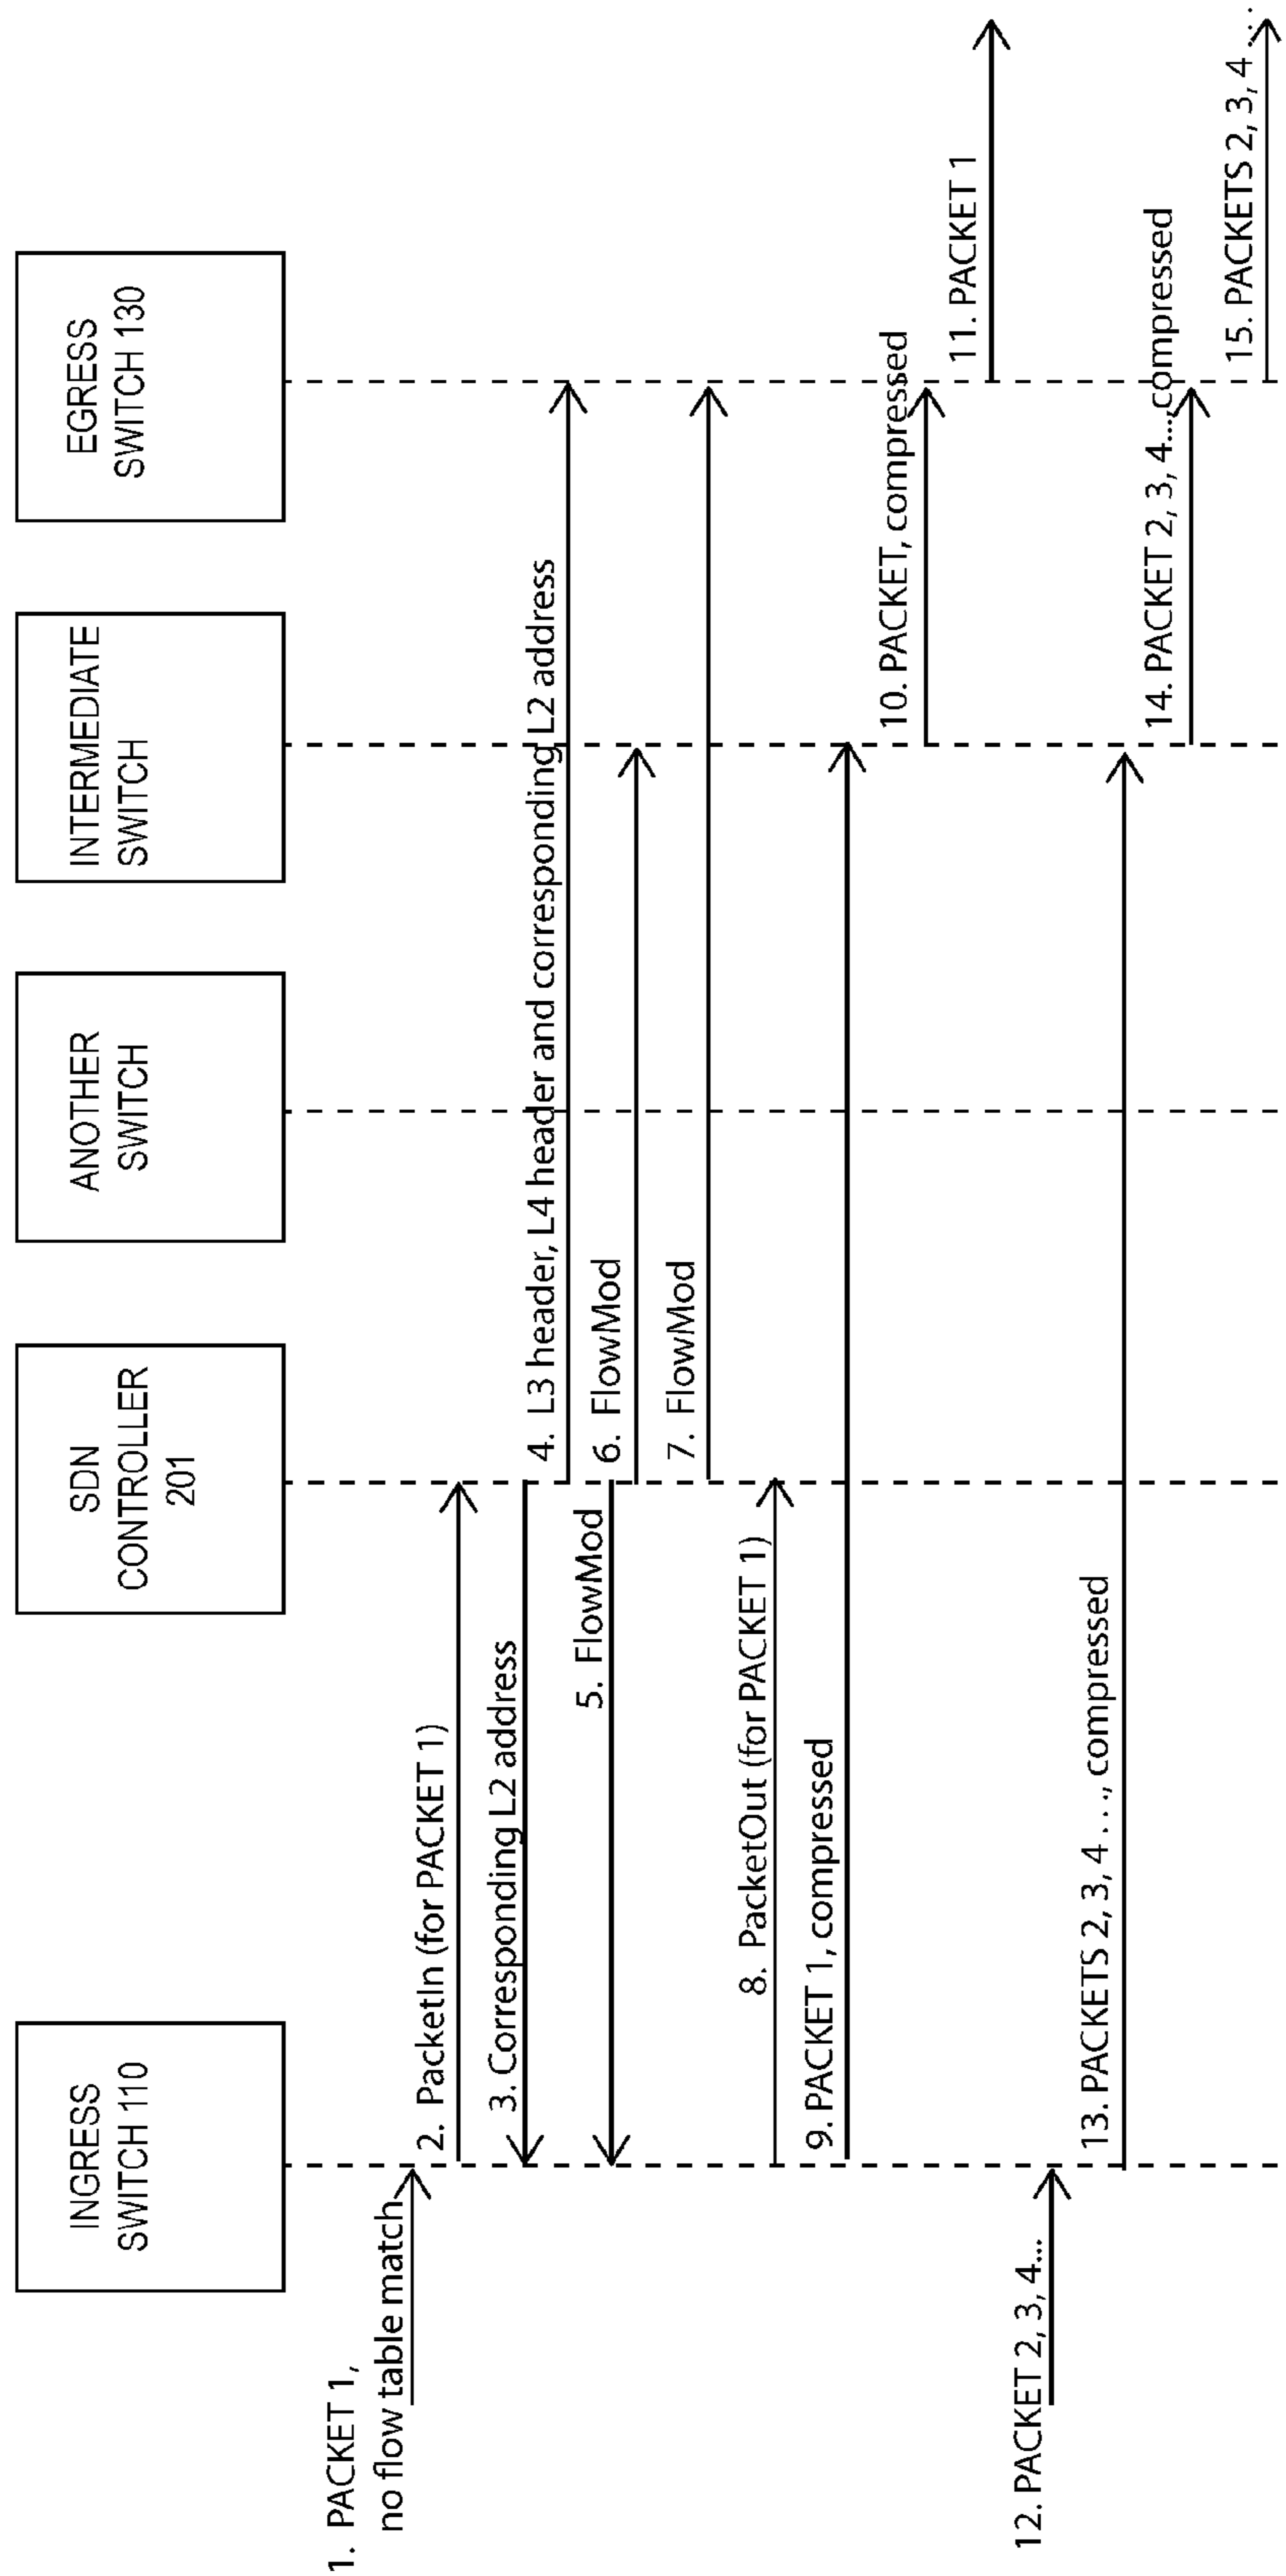 INGRESS
SWITCH 110
SDN
CONTROLLER
201
ANOTHER
SWITCH
INTERMEDIATE
SWITCH
EGRESS
SWITCH 130
1. PACKET 1,
no flow table match
2. PacketIn (for PACKET 1)
3. Corresponding L2 address
4. L3 header, L4 header and corresponding L2 address
5. FlowMod
6. FlowMod
7. FlowMod
8. PacketOut (for PACKET 1)
9. PACKET 1, compressed
10. PACKET, compressed
11. PACKET 1
12. PACKET 2, 3, 4...
13. PACKETS 2, 3, 4 ...., compressed
14. PACKET 2, 3, 4...,compressed
15. PACKETS 2, 3, 4 ....